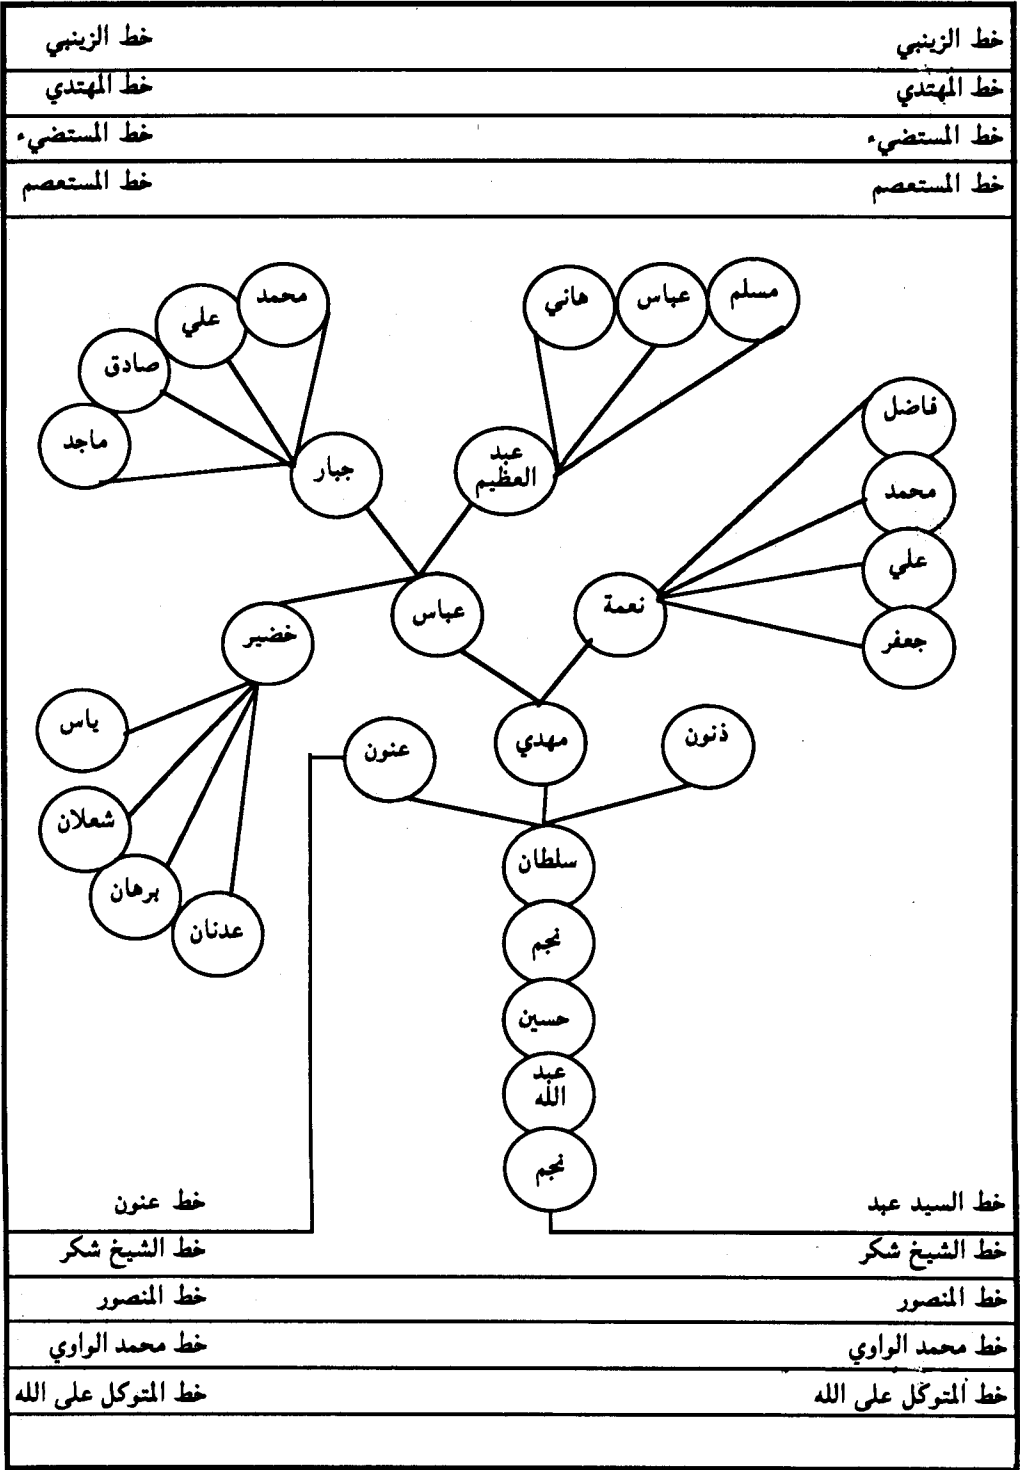 خط الزينبي خط الزينبي
خط المهتدي خط المهتدي
خط المستضيء خط المستضيء
خط المستعصم خط المستعصم
مسلم
عباس
هاني
محمد
علي
صادق
ماجد
فاضل
محمد
علي
جعفر
عبد
العظيم
جبار
نعمة
عباس
خضير
ياس
شعلان
برهان
عدنان
ذنون
مهدي
عنون
سلطان
نجم
حسين
عبد
الله
نجم
خط السيد عبد خط عنون
خط الشيخ شكر خط الشيخ شكر
خط المنصور خط المنصور
خط محمد الواوي خط محمد الواوي
خط المتوكل على الله خط المتوكل على الله